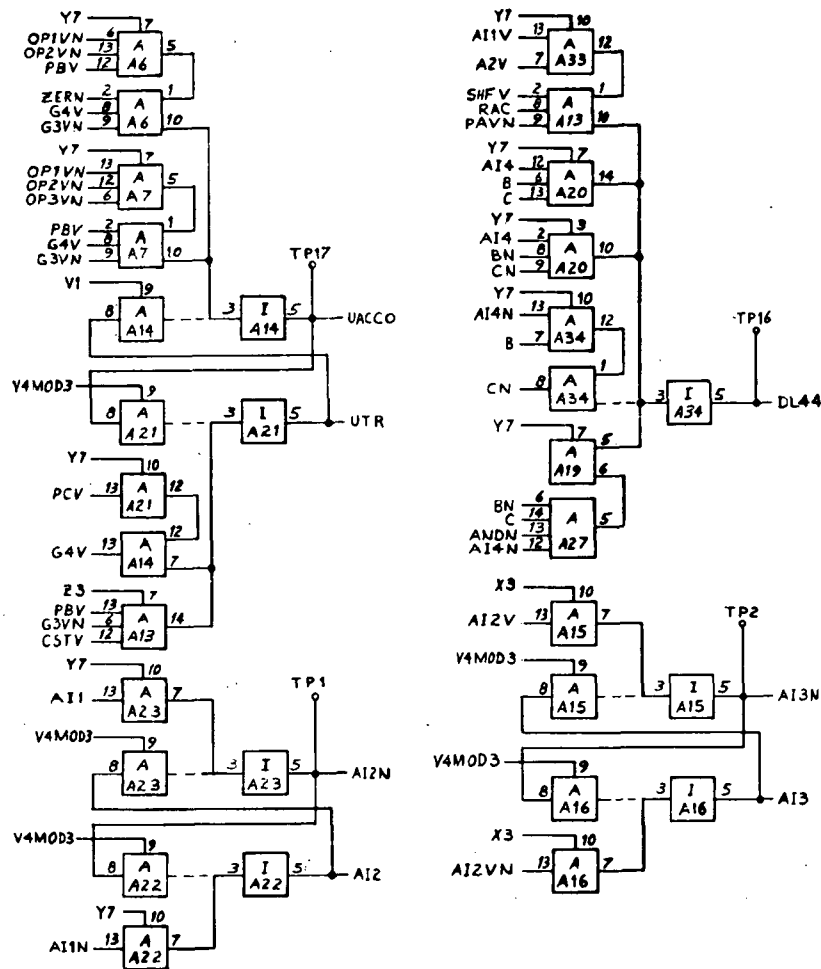 Y7 7
OP1VN 6
OP2VN 13
PBV 12
A
A6
5
ZERN 2
G4V 8
G3VN 9
A
A6
1
10
Y7 7
OP1VN 13
OP2VN 12
OP3VN 6
A
A7
5
PBV 2
G4V 8
G3VN 9
A
A7
1
10
V1 9
8
A
A14
3
I
A14
5
TP17
UACCO
V4MOD3 9
8
A
A21
3
I
A21
5
UTR
Y7 10
PCV 13
A
A21
12
G4V 13
A
A14
12
7
Z3 7
PBV 13
G3VN 6
CSTV 12
A
A13
14
Y7 10
AI1 13
A
A23
7
TP1
V4MOD3 9
8
A
A23
3
I
A23
5
AI2N
V4MOD3 9
8
A
A22
3
I
A22
5
AI2
Y7 10
AI1N 13
A
A22
7
Y7 10
AI1V 13
A2V 7
A
A33
12
SHFV 2
RAC 8
PAVN 9
A
A13
1
10
Y7 7
AI4 12
B 6
C 13
A
A20
14
Y7 3
AI4 2
BN 8
CN 9
A
A20
10
Y7 10
AI4N 13
B 7
A
A34
12
CN 8
A
A34
1
3
I
A34
5
TP16
DL44
Y7 7
A
A19
5
6
BN 6
C 14
ANDN 13
AI4N 12
A
A27
5
X3 10
AI2V 13
A
A15
7
TP2
V4MOD3 9
8
A
A15
3
I
A15
5
AI3N
V4MOD3 9
8
A
A16
3
I
A16
5
AI3
X3 10
AI2VN 13
A
A16
7